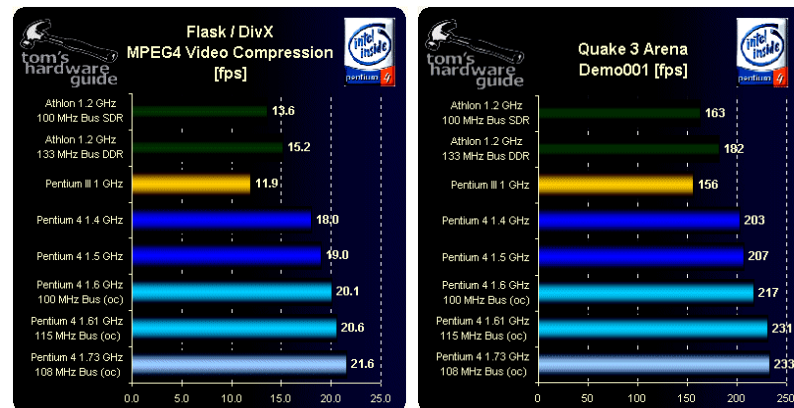 tom's
hardware
guide
Flask / DivX
MPEG4 Video Compression
[fps]
intel
inside
pentium 4
Athlon 1.2 GHz
100 MHz Bus SDR
13.6
Athlon 1.2 GHz
133 MHz Bus DDR
15.2
Pentium III 1 GHz
11.9
Pentium 4 1.4 GHz
18.0
Pentium 4 1.5 GHz
19.0
Pentium 4 1.6 GHz
100 MHz Bus (oc)
20.1
Pentium 4 1.61 GHz
115 MHz Bus (oc)
20.6
Pentium 4 1.73 GHz
108 MHz Bus (oc)
21.6
0.0 5.0 10.0 15.0 20.0 25.0
tom's
hardware
guide
Quake 3 Arena
Demo001 [fps]
intel
inside
pentium 4
Athlon 1.2 GHz
100 MHz Bus SDR
163
Athlon 1.2 GHz
133 MHz Bus DDR
182
Pentium III 1 GHz
156
Pentium 4 1.4 GHz
203
Pentium 4 1.5 GHz
207
Pentium 4 1.6 GHz
100 MHz Bus (oc)
217
Pentium 4 1.61 GHz
115 MHz Bus (oc)
231
Pentium 4 1.73 GHz
108 MHz Bus (oc)
233
0 50 100 150 200 250